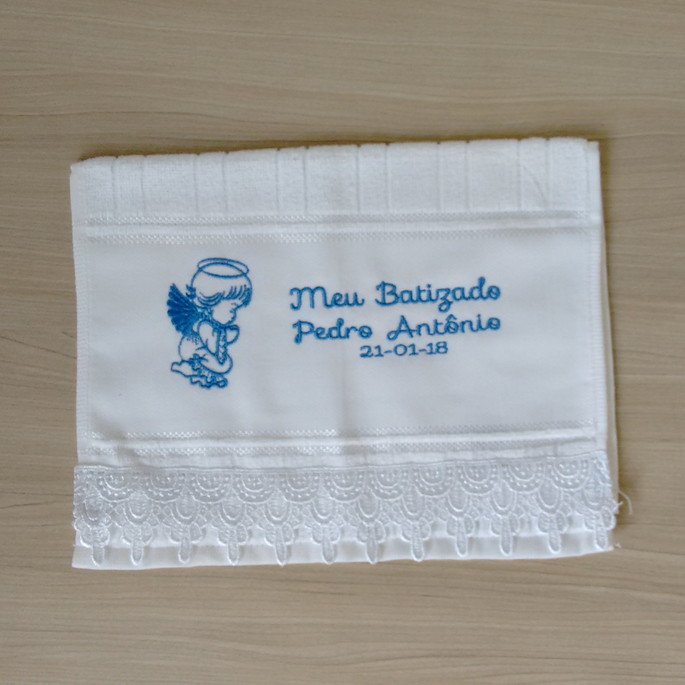 Meu Batizado
Pedro Antônio
21-01-18